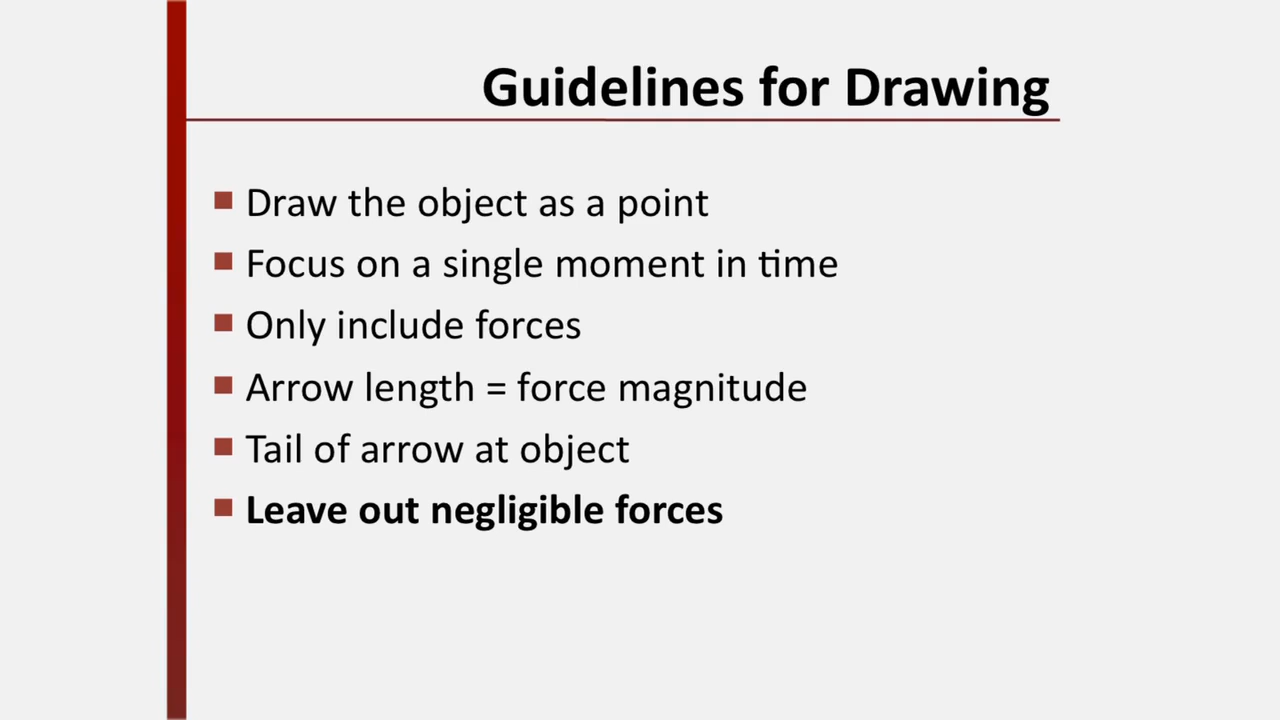 Guidelines for Drawing
Draw the object as a point
Focus on a single moment in time
Only include forces
Arrow length = force magnitude
Tail of arrow at object
Leave out negligible forces